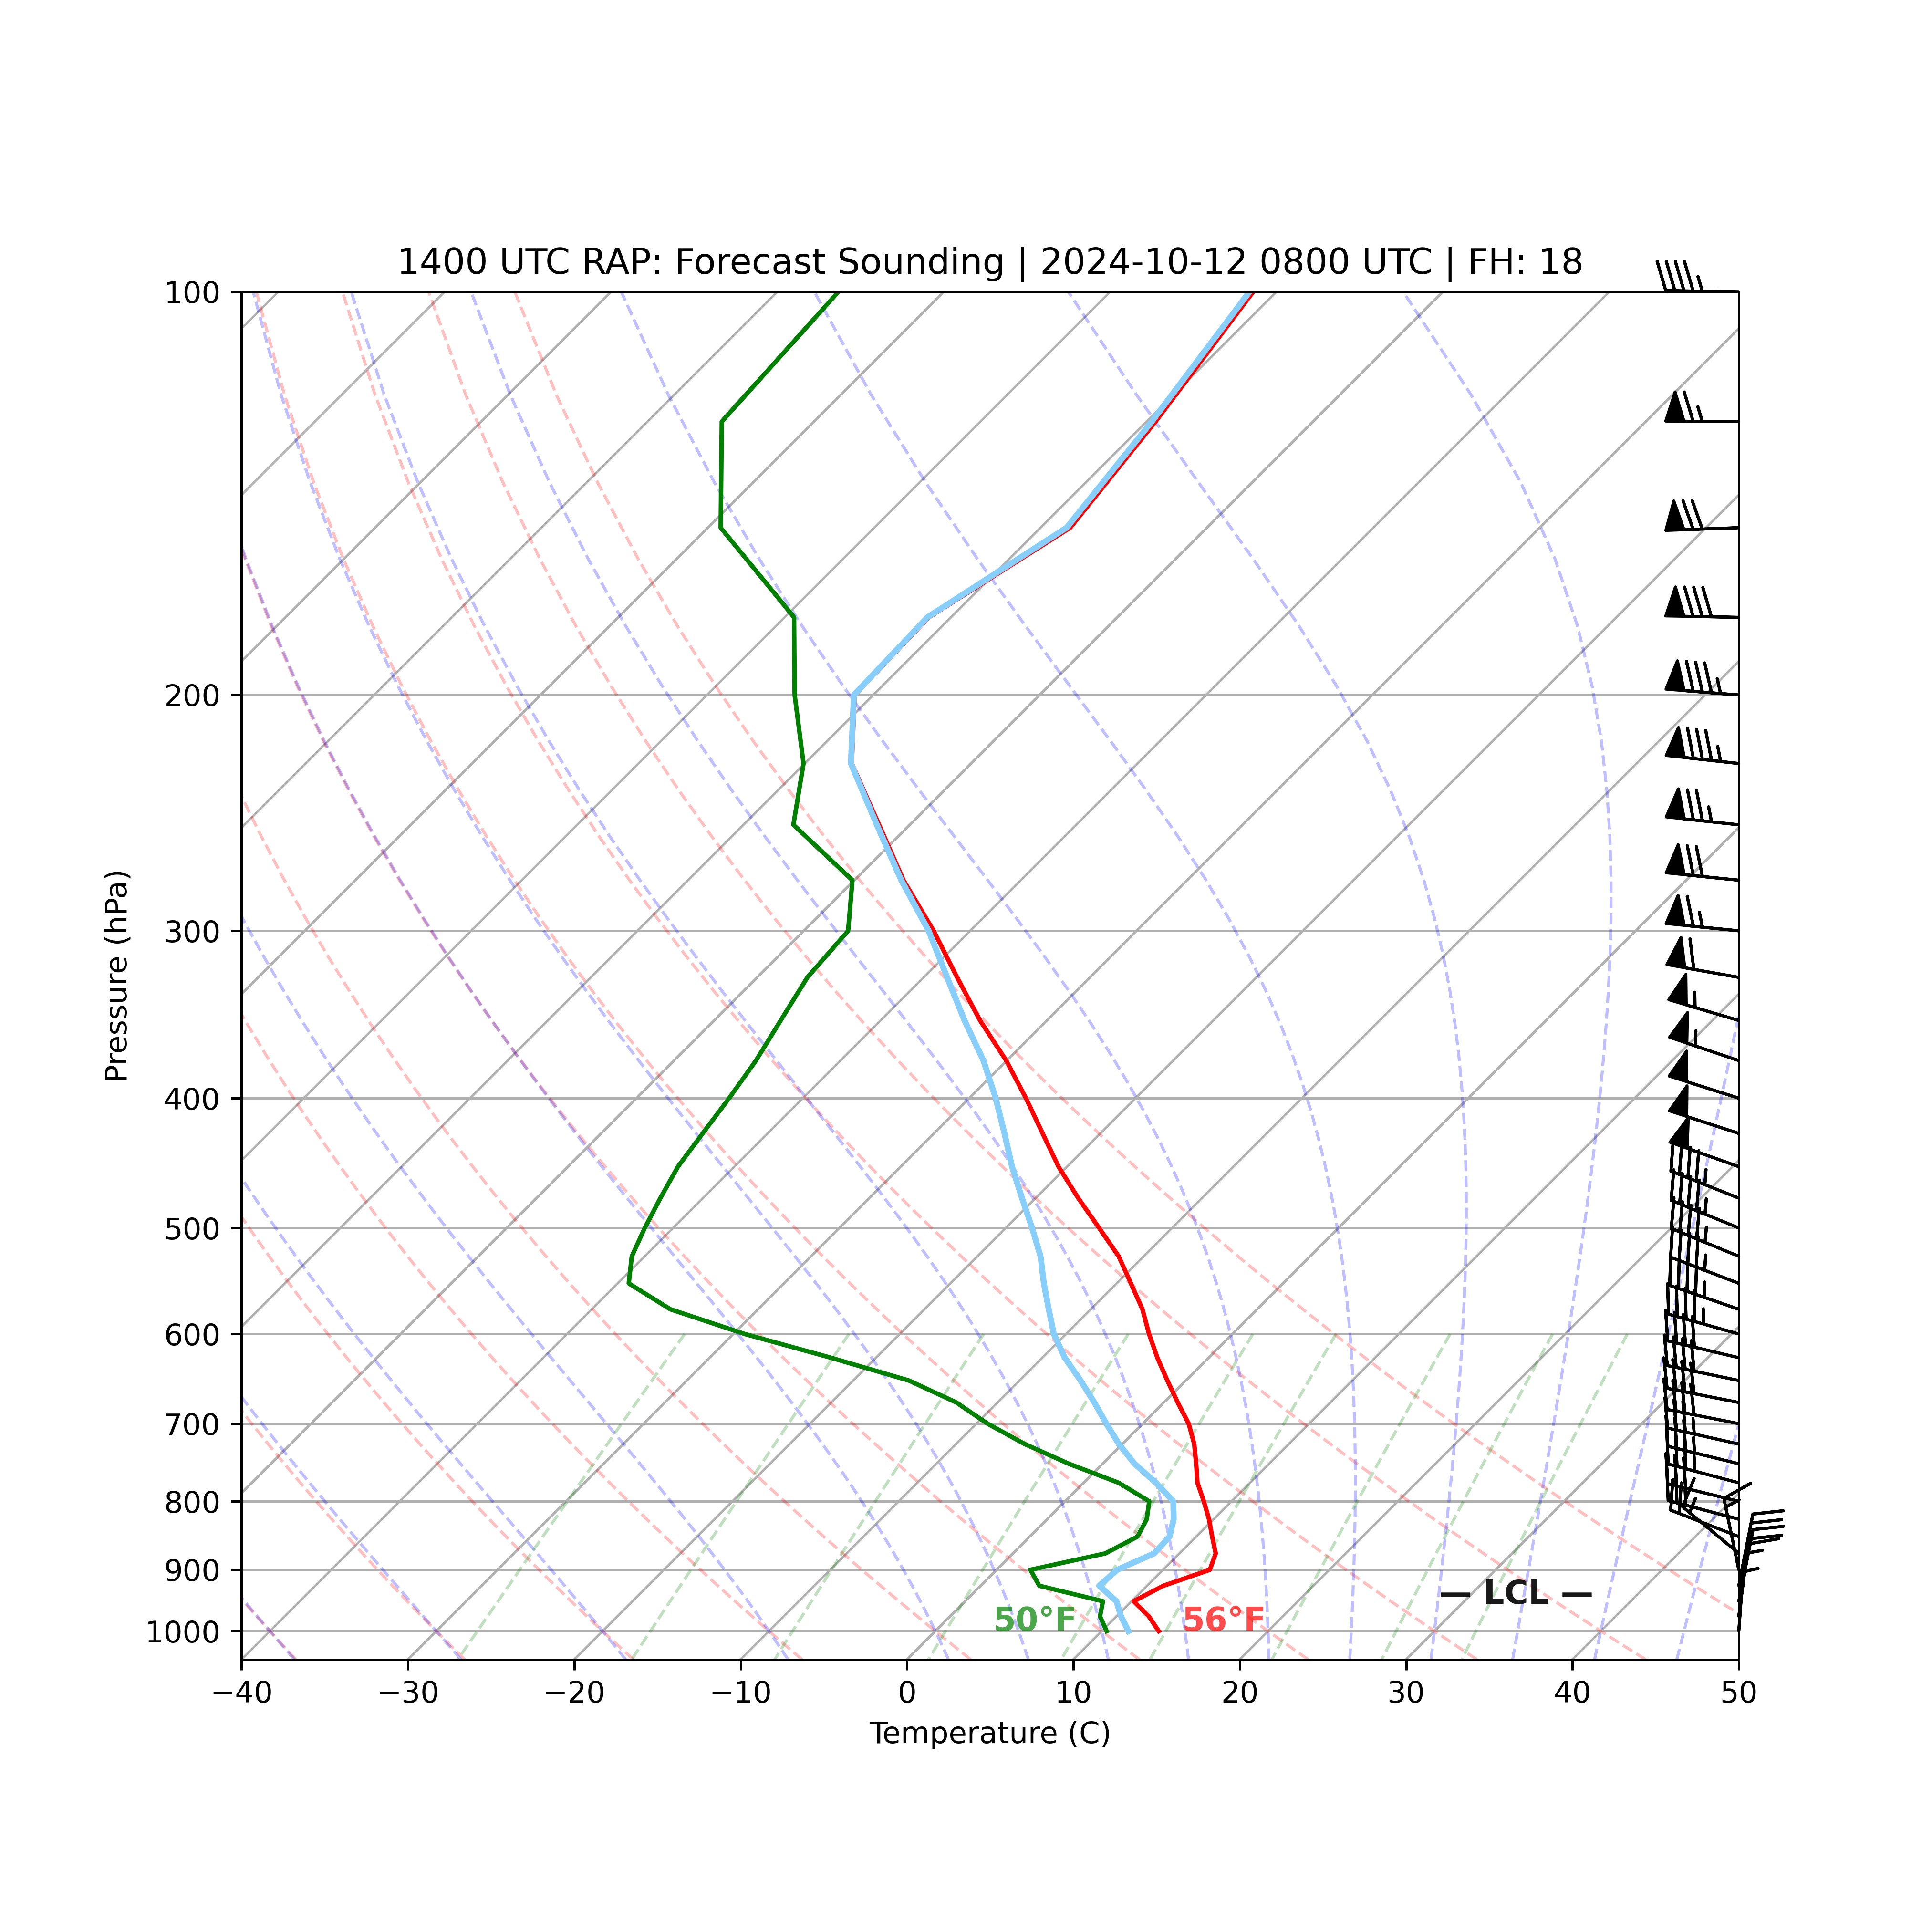 1400 UTC RAP: Forecast Sounding | 2024-10-12 0800 UTC | FH: 18
100
200
300
400
500
600
700
800
900
1000
Pressure (hPa)
50°F
56°F
— LCL —
−40 −30 −20 −10 0 10 20 30 40 50
Temperature (C)